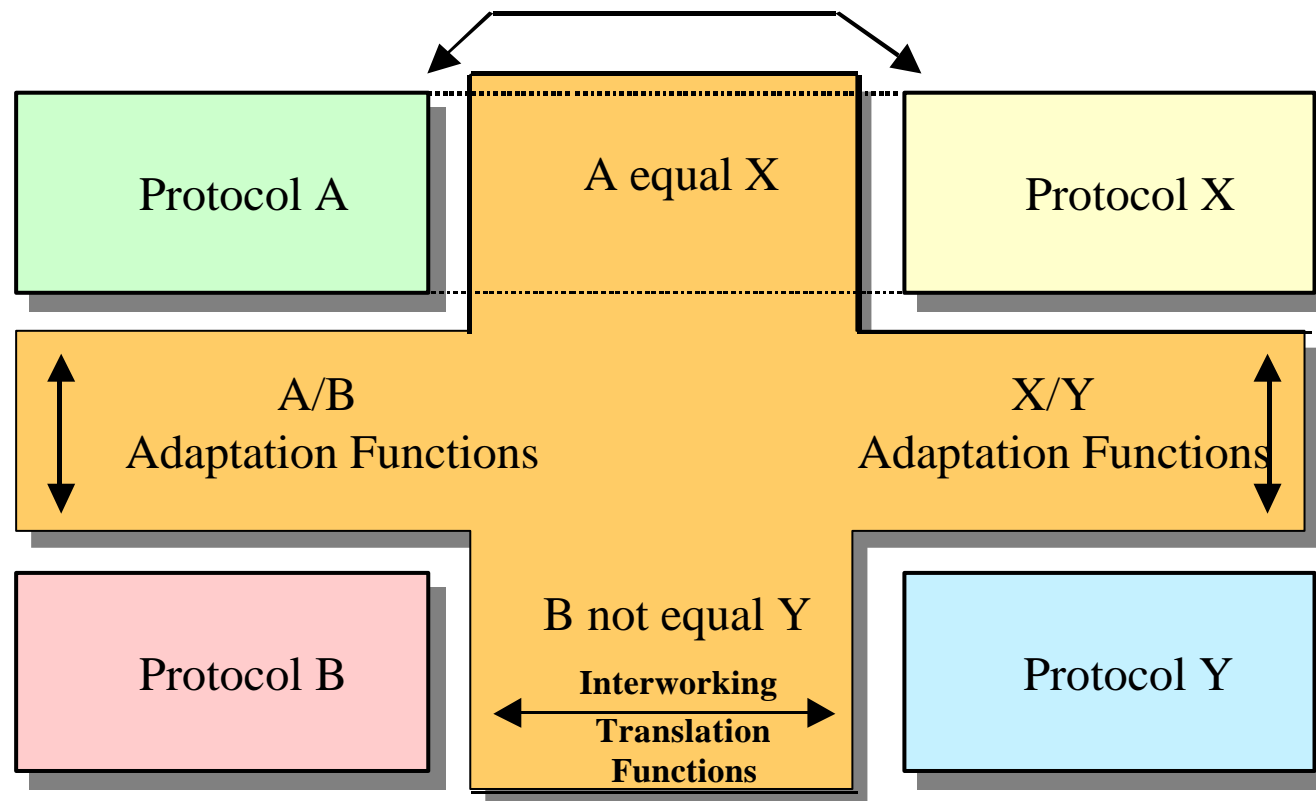 Protocol A
A equal X
Protocol X
A/B
Adaptation Functions
X/Y
Adaptation Functions
Protocol B
B not equal Y
Interworking
Translation
Functions
Protocol Y